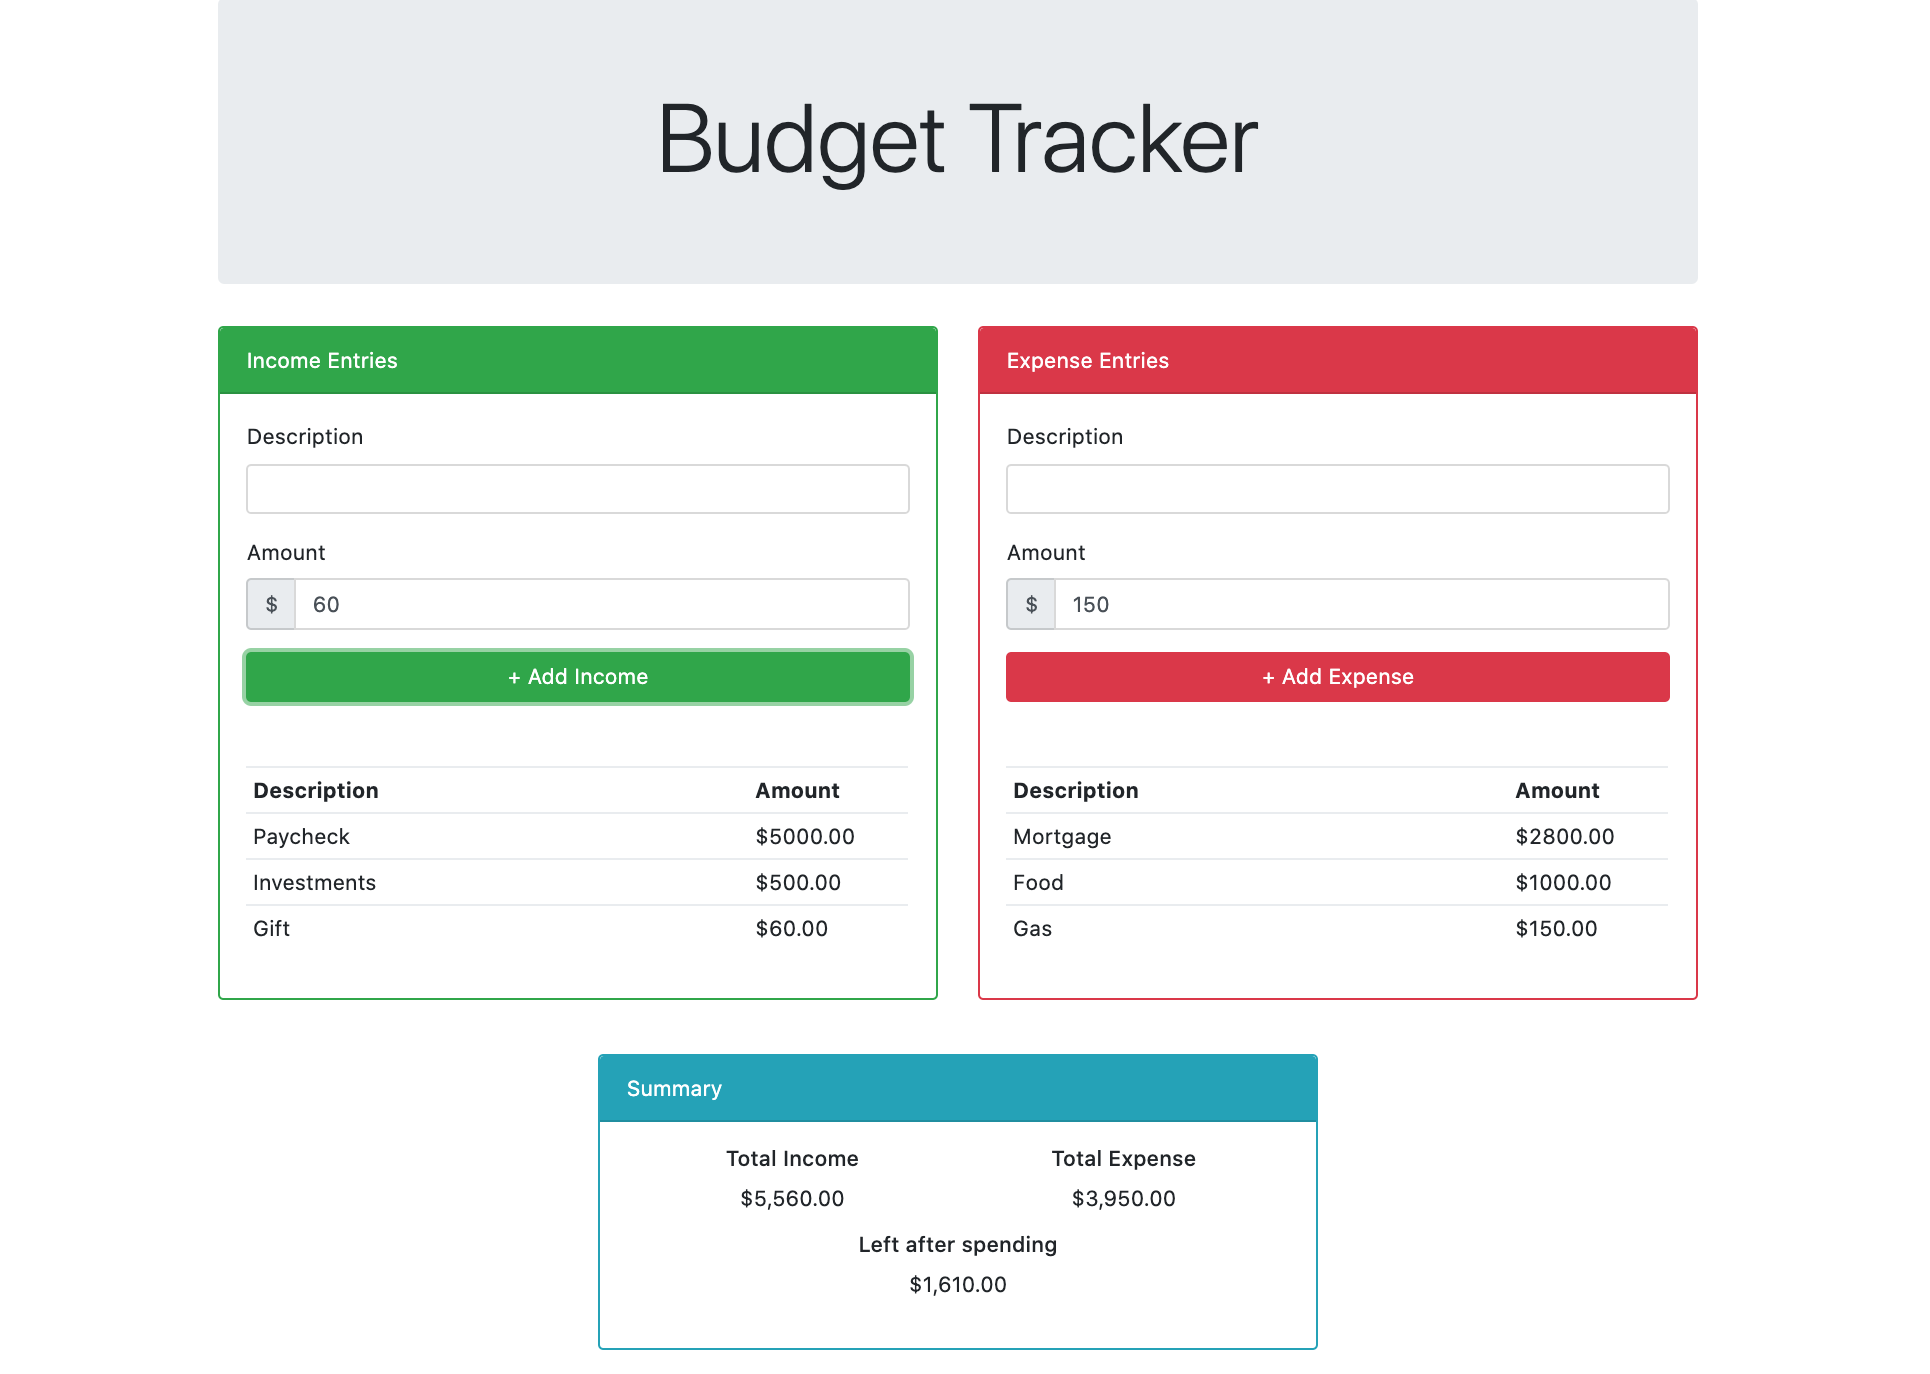 Budget Tracker
Income Entries
Description
Amount
$ 60
+ Add Income
Description Amount
Paycheck $5000.00
Investments $500.00
Gift $60.00
Expense Entries
Description
Amount
$ 150
+ Add Expense
Description Amount
Mortgage $2800.00
Food $1000.00
Gas $150.00
Summary
Total Income Total Expense
$5,560.00 $3,950.00
Left after spending
$1,610.00